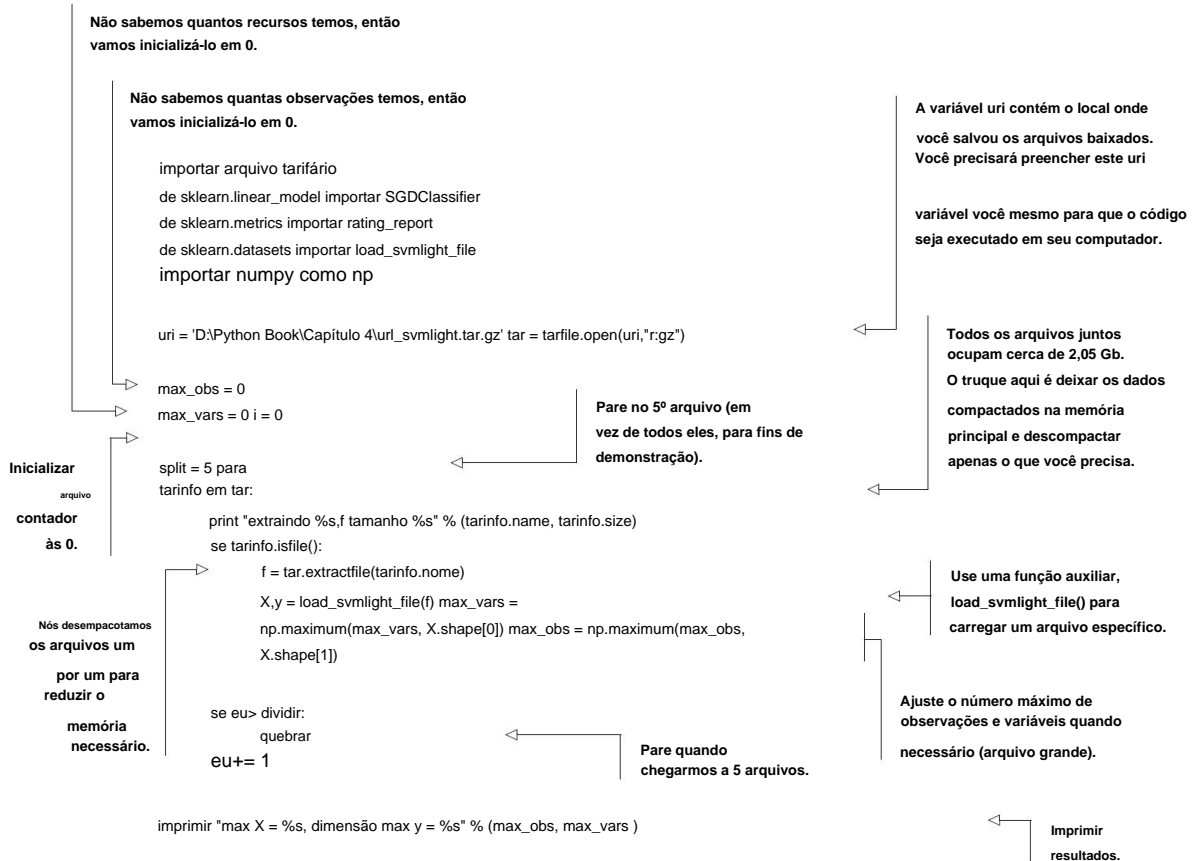 Não sabemos quantos recursos temos, então
vamos inicializá-lo em 0.
Não sabemos quantas observações temos, então
vamos inicializá-lo em 0.
A variável uri contém o local onde
você salvou os arquivos baixados.
Você precisará preencher este uri
variável você mesmo para que o código
seja executado em seu computador.
importar arquivo tarifário
de sklearn.linear_model importar SGDClassifier
de sklearn.metrics importar rating_report
de sklearn.datasets importar load_svmlight_file
importar numpy como np
uri = 'D:\Python Book\Capítulo 4\url_svmlight.tar.gz' tar = tarfile.open(uri,"r:gz")
Todos os arquivos juntos
ocupam cerca de 2,05 Gb.
O truque aqui é deixar os dados
compactados na memória
principal e descompactar
apenas o que você precisa.
max_obs = 0
max_vars = 0 i = 0
Pare no 5º arquivo (em
vez de todos eles, para fins de
demonstração).
Inicializar
arquivo
contador
às 0.
split = 5 para
tarinfo em tar:
print "extraindo %s,f tamanho %s" % (tarinfo.name, tarinfo.size)
se tarinfo.isfile():
f = tar.extractfile(tarinfo.nome)
X,y = load_svmlight_file(f) max_vars =
np.maximum(max_vars, X.shape[0]) max_obs = np.maximum(max_obs,
X.shape[1])
Use uma função auxiliar,
load_svmlight_file() para
carregar um arquivo específico.
Nós desempacotamos
os arquivos um
por um para
reduzir o
memória
necessário.
Ajuste o número máximo de
observações e variáveis quando
necessário (arquivo grande).
se eu> dividir:
quebrar
eu+= 1
Pare quando
chegarmos a 5 arquivos.
imprimir "max X = %s, dimensão max y = %s" % (max_obs, max_vars )
Imprimir
resultados.